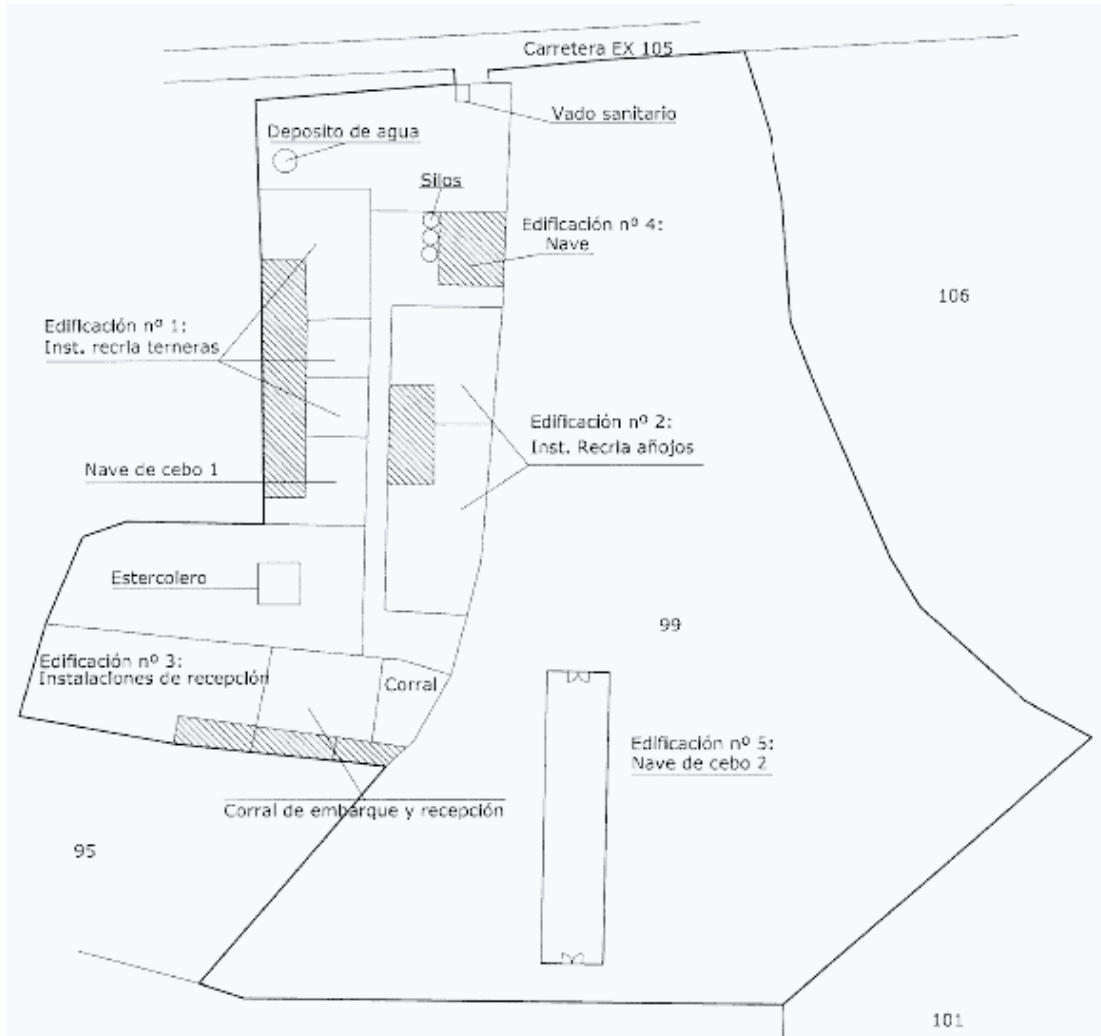 Carretera EX 105
Vado sanitario
Deposito de agua
Silos
Edificación nº 4:
Nave
106
Edificación nº 1:
Inst. recria terneras
Edificación nº 2:
Inst. Recria añojos
Nave de cebo 1
Estercolero
99
Edificación nº 3:
Instalaciones de recepción
Corral
Edificación nº 5:
Nave de cebo 2
Corral de embarque y recepción
95
101